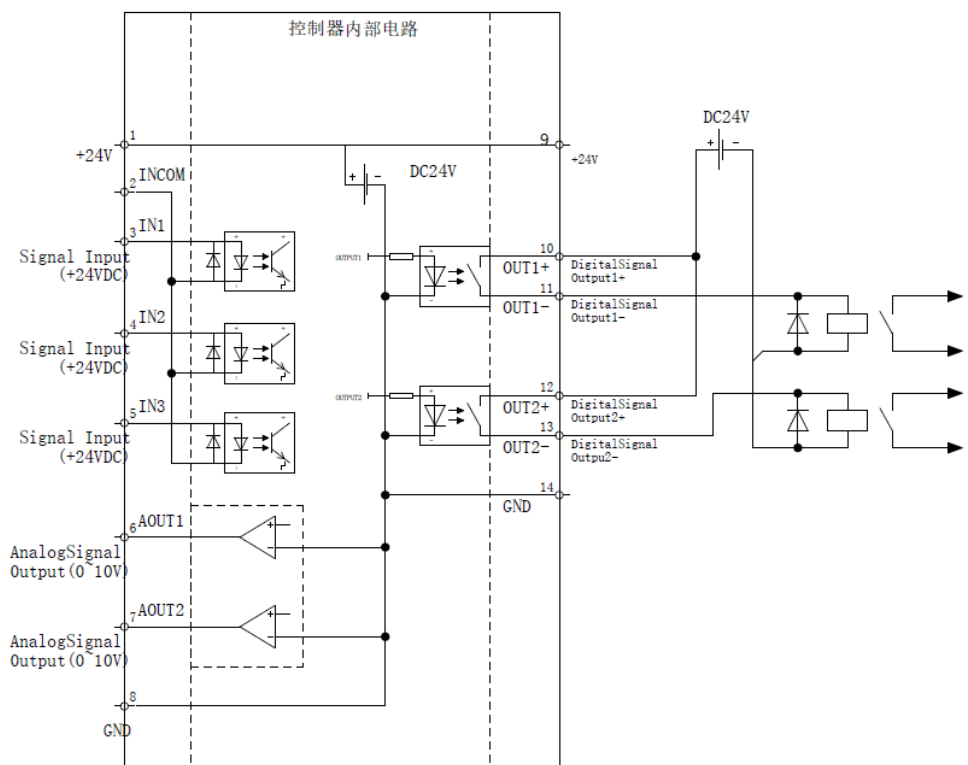 控制器内部电路
DC24V
+ -
1
+24V
9
+24V
2
INCOM
+ -
DC24V
3
IN1
Signal Input
(+24VDC)
OUTPUT1
10
OUT1+
DigitalSignal
Output1+
11
OUT1-
DigitalSignal
Output1-
4
IN2
Signal Input
(+24VDC)
OUTPUT2
12
OUT2+
DigitalSignal
Output2+
13
OUT2-
DigitalSignal
Outpu2-
5
IN3
Signal Input
(+24VDC)
14
GND
6
AOUT1
AnalogSignal
Output(0~10V)
+
-
7
AOUT2
AnalogSignal
Output(0~10V)
+
-
8
GND